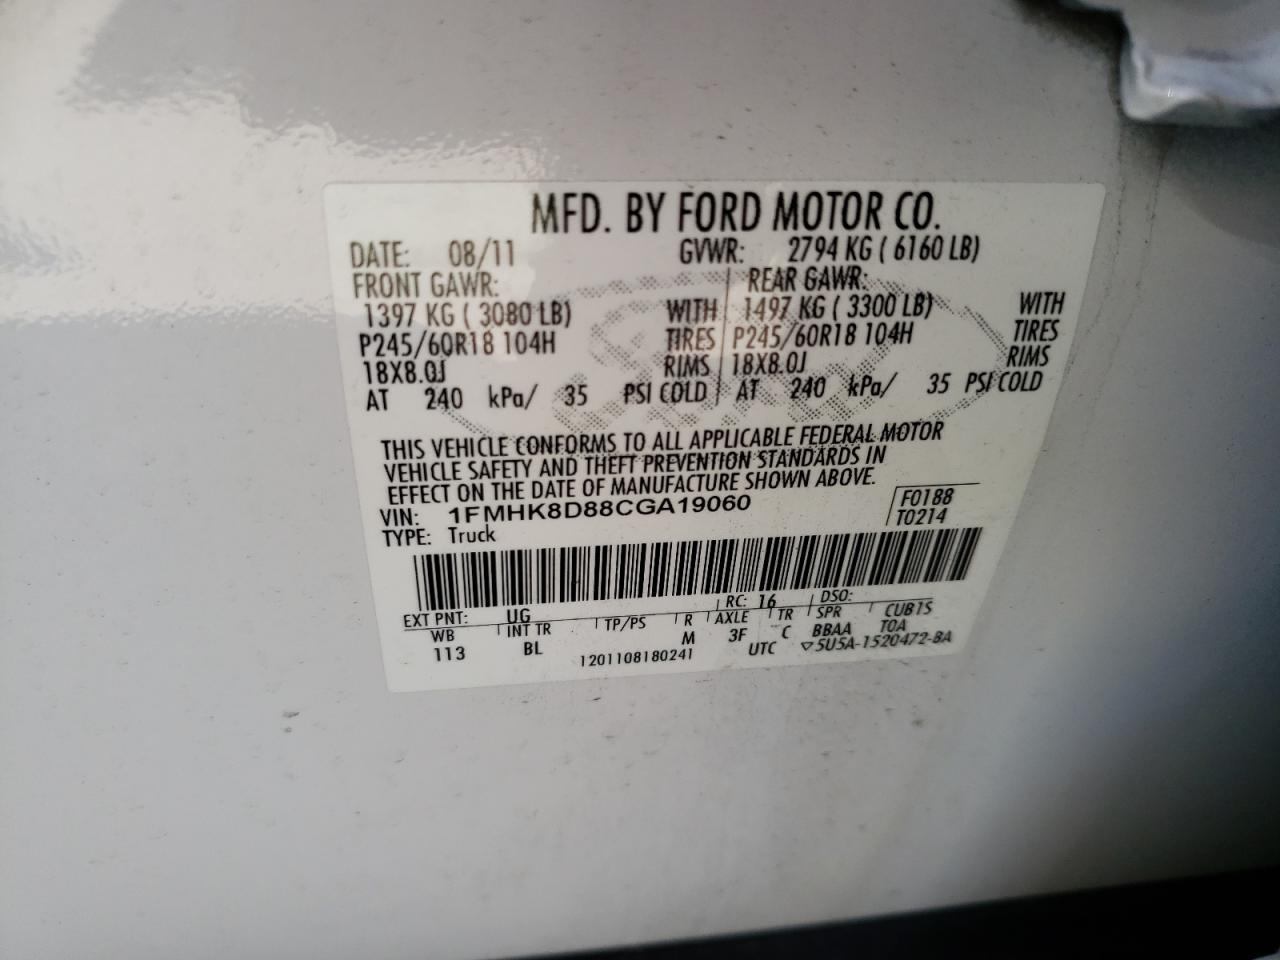 MFD. BY FORD MOTOR CO.
DATE: 08/11 GVWR: 2794 KG ( 6160 LB)
FRONT GAWR: REAR GAWR:
1397 KG ( 3080 LB) WITH 1497 KG ( 3300 LB) WITH
P245/60R18 104H TIRES P245/60R18 104H TIRES
18X8.0J RIMS 18X8.0J RIMS
AT 240 kPa/ 35 PSI COLD AT 240 kPa/ 35 PSI COLD
THIS VEHICLE CONFORMS TO ALL APPLICABLE FEDERAL MOTOR
VEHICLE SAFETY AND THEFT PREVENTION STANDARDS IN
EFFECT ON THE DATE OF MANUFACTURE SHOWN ABOVE.
VIN: 1FMHK8D88CGA19060 F0188
TYPE: Truck T0214
EXT PNT: UG RC: 16 DSO:
WB INT TR TP/PS R AXLE TR SPR CUB1S
113 BL M 3F C BBAA TOA
1201108180241 UTC ▽5U5A-1520472-BA